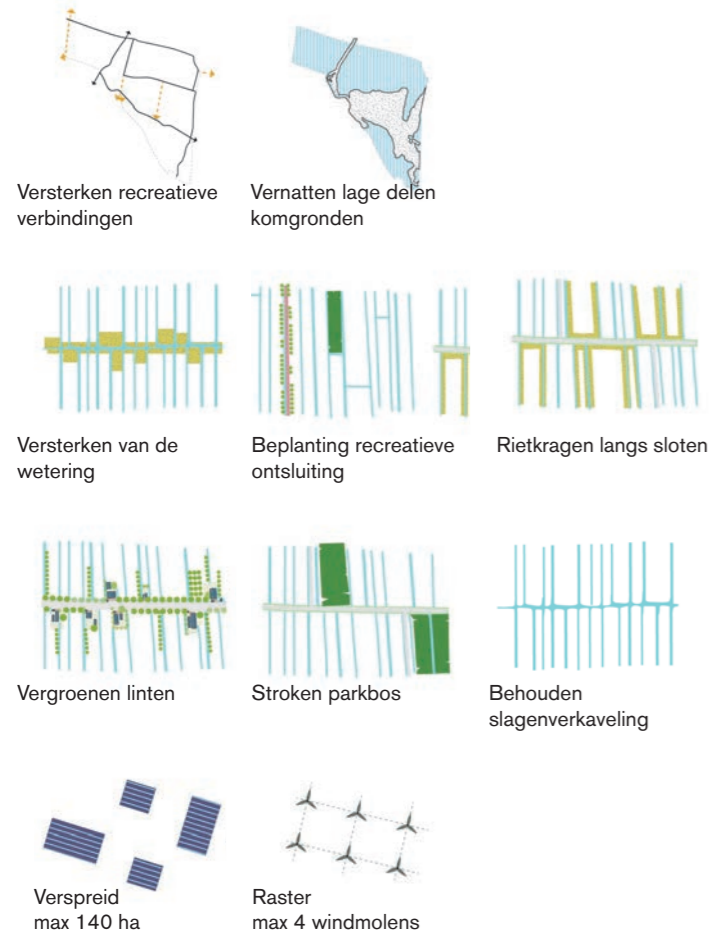 Versterken recreatieve
verbindingen
Vernatten lage delen
komgronden
Versterken van de
wetering
Beplanting recreatieve
ontsluiting
Rietkragen langs sloten
Vergroenen linten
Stroken parkbos
Behouden
slagenverkaveling
Verspreid
max 140 ha
Raster
max 4 windmolens